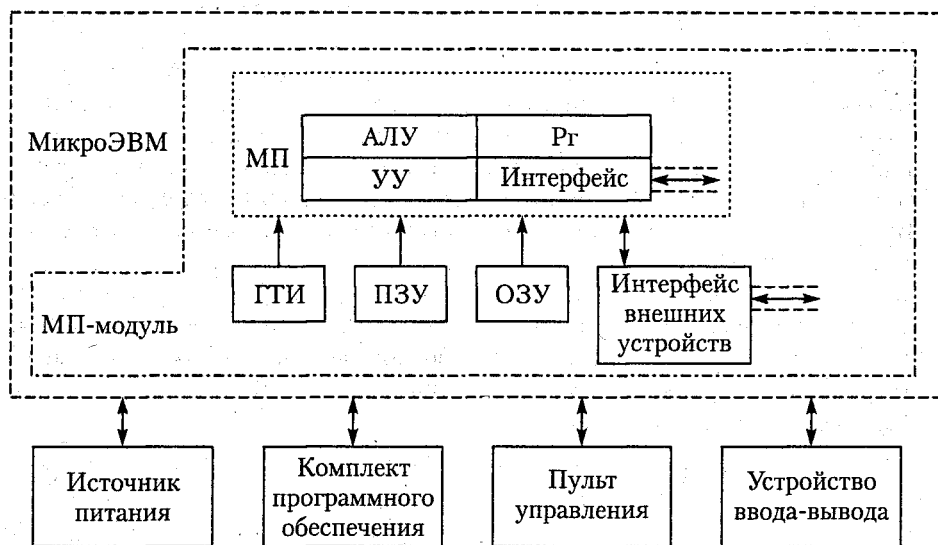 МикроЭВМ
МП
АЛУ
Рг
УУ
Интерфейс
ГТИ
ПЗУ
ОЗУ
Интерфейс
внешних
устройств
МП-модуль
Источник
питания
Комплект
программного
обеспечения
Пульт
управления
Устройство
ввода-вывода